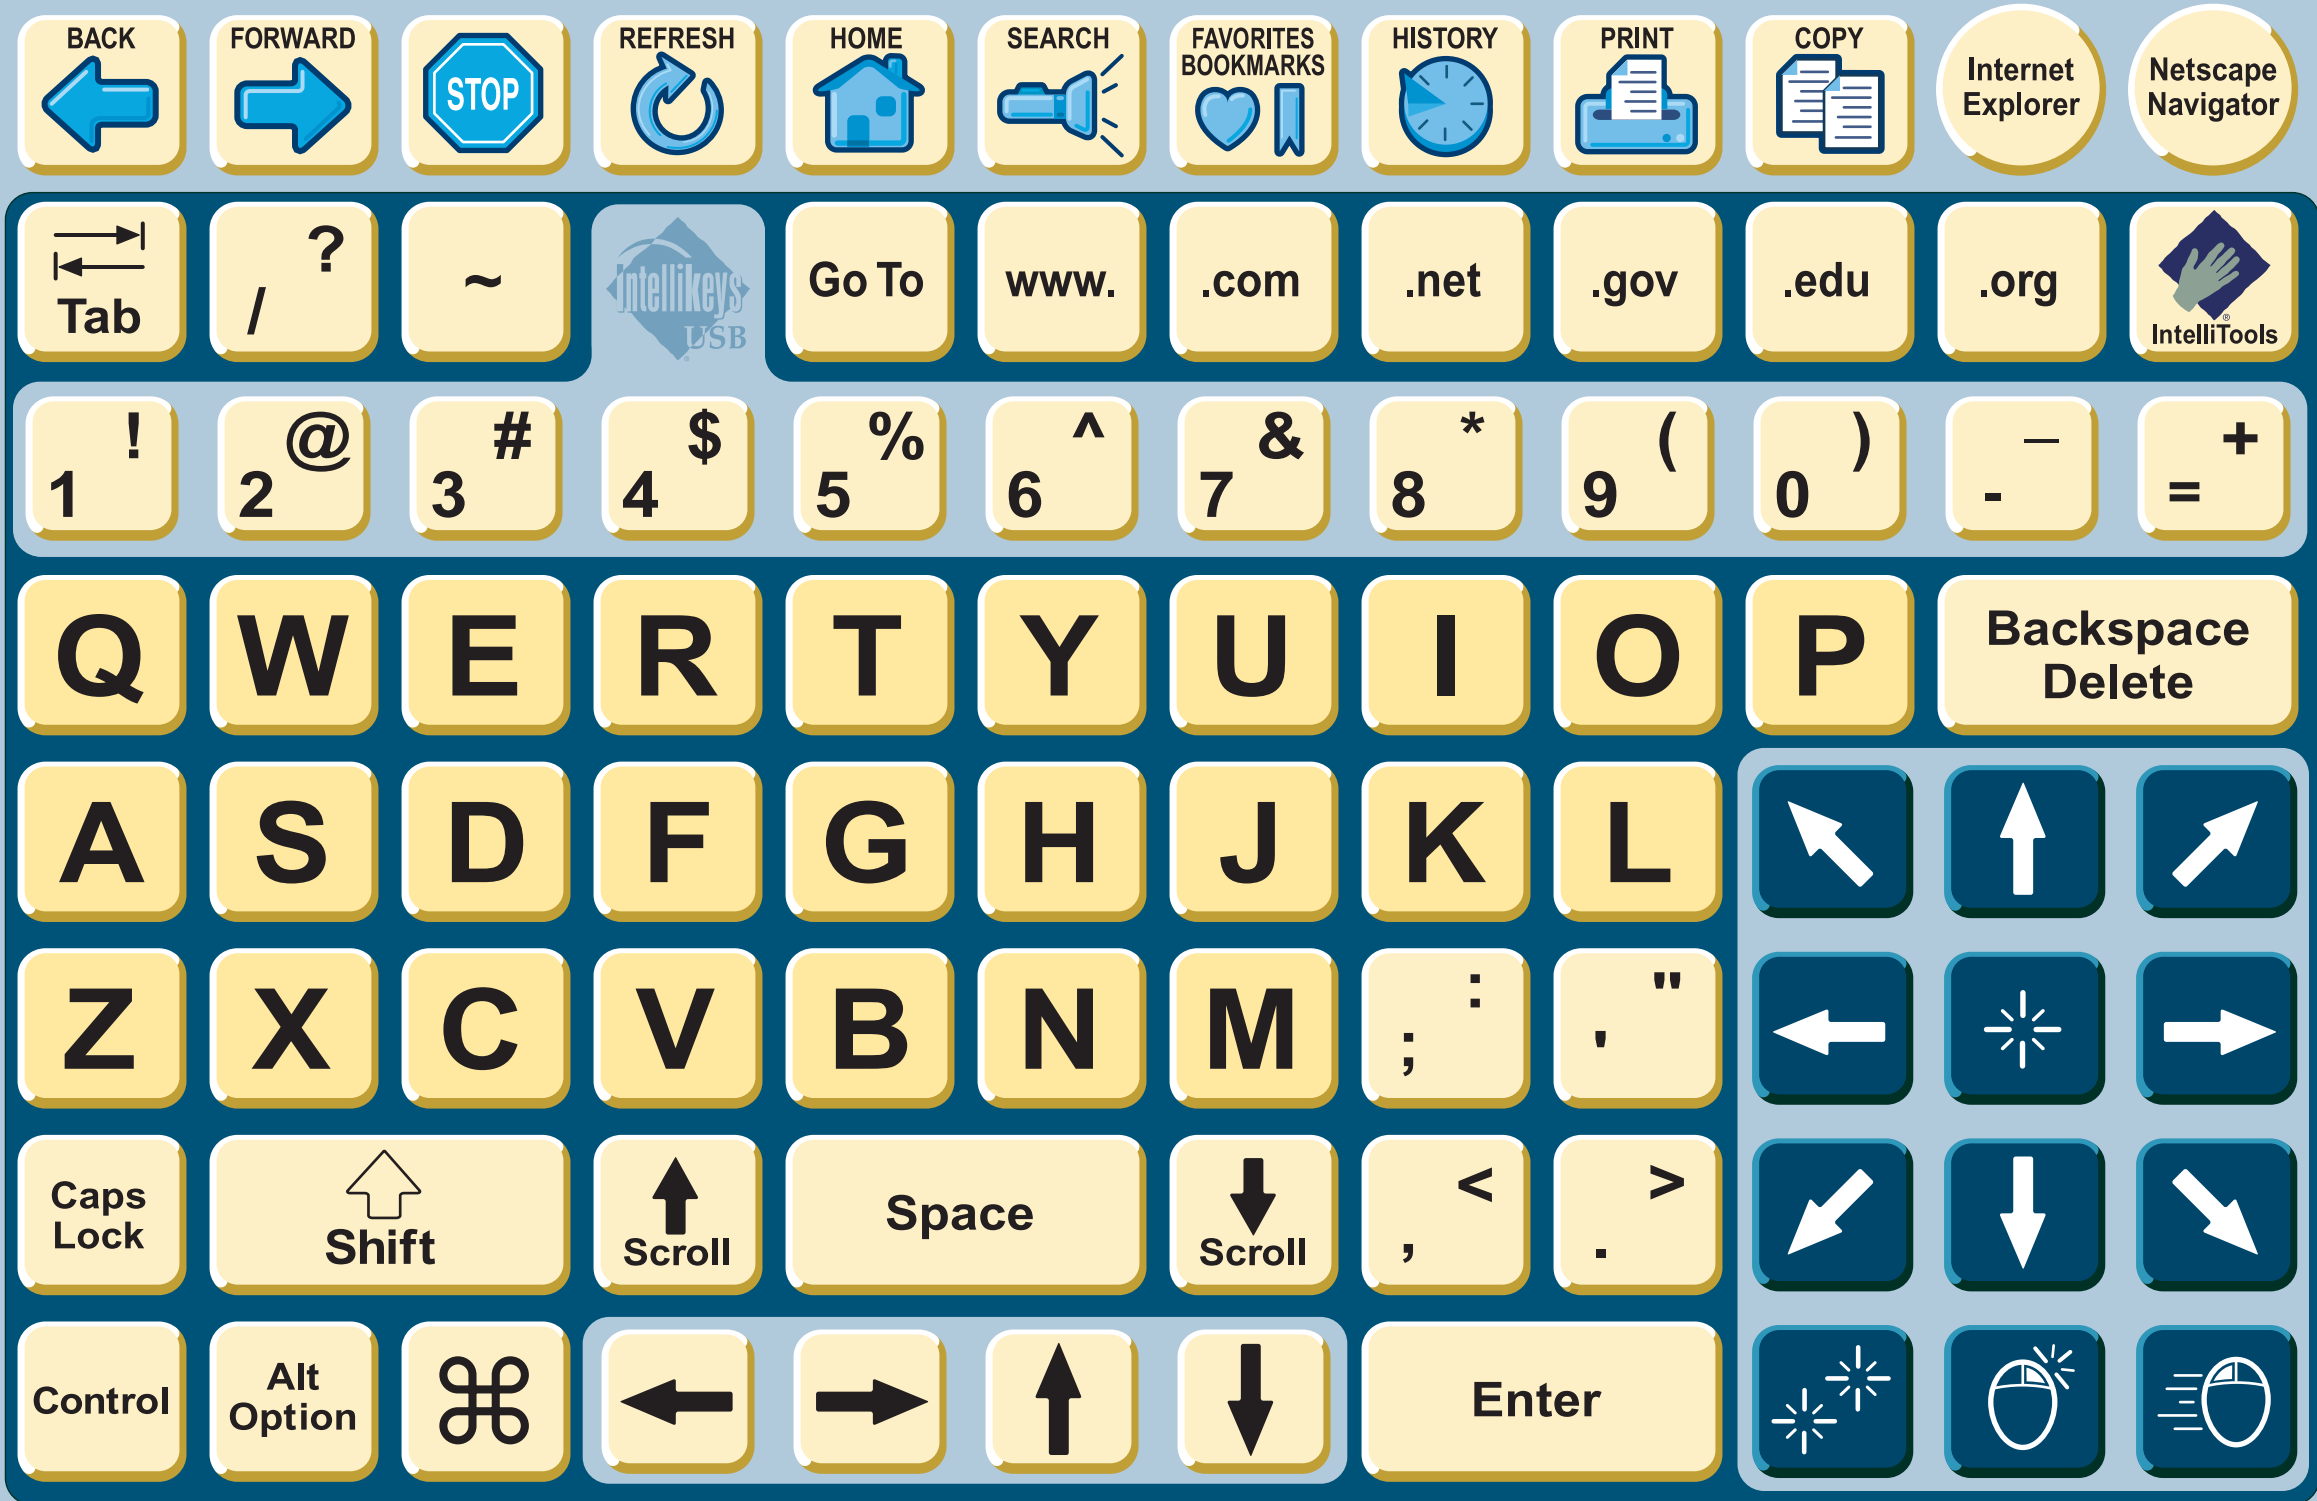 BACK
FORWARD
STOP
REFRESH
HOME
SEARCH
FAVORITES
BOOKMARKS
HISTORY
PRINT
COPY
Internet
Explorer
Netscape
Navigator
Tab
?
/
~
Intellikeys
USB
Go To
www.
.com
.net
.gov
.edu
.org
IntelliTools
®
!
1
@
2
#
3
$
4
%
5
^
6
&
7
*
8
(
9
)
0
_
-
+
=
Q W E R T Y U I O P
Backspace
Delete
A S D F G H J K L
Z X C V B N M
:
;
"
'
Caps
Lock
Shift
Scroll
Space
Scroll
<
,
>
.
Control
Alt
Option
⌘
Enter